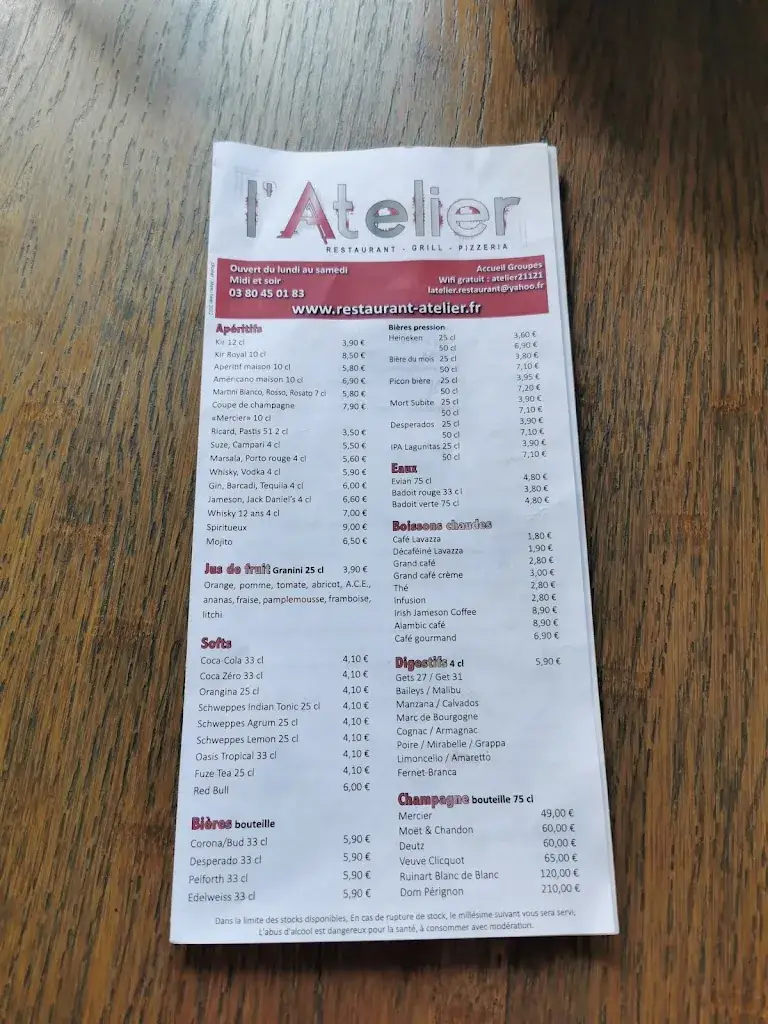 l'Atelier
RESTAURANT - GRILL - PIZZERIA
Ouvert du lundi au samedi
Midi et soir
03 80 45 01 83
Accueil Groupes
Wifi gratuit : atelier21121
latelier.restaurant@yahoo.fr
www.restaurant-atelier.fr
Apéritifs
Kir 12 cl 3,90 €
Kir Royal 10 cl 8,50 €
Apéritif maison 10 cl 5,80 €
Américano maison 10 cl 6,90 €
Martini Bianco, Rosso, Rosato 7 cl 5,80 €
Coupe de champagne 7,90 €
«Mercier» 10 cl
Ricard, Pastis 51 2 cl 3,50 €
Suze, Campari 4 cl 5,50 €
Marsala, Porto rouge 4 cl 5,60 €
Whisky, Vodka 4 cl 5,90 €
Gin, Barcadi, Tequila 4 cl 6,00 €
Jameson, Jack Daniel's 4 cl 6,60 €
Whisky 12 ans 4 cl 7,00 €
Spiritueux 9,00 €
Mojito 6,50 €
Jus de fruit Granini 25 cl 3,90 €
Orange, pomme, tomate, abricot, A.C.E.,
ananas, fraise, pamplemousse, framboise,
litchi
Softs
Coca-Cola 33 cl 4,10 €
Coca Zéro 33 cl 4,10 €
Orangina 25 cl 4,10 €
Schweppes Indian Tonic 25 cl 4,10 €
Schweppes Agrum 25 cl 4,10 €
Schweppes Lemon 25 cl 4,10 €
Oasis Tropical 33 cl 4,10 €
Fuze Tea 25 cl 4,10 €
Red Bull 6,00 €
Bières bouteille
Corona/Bud 33 cl 5,90 €
Desperado 33 cl 5,90 €
Pelforth 33 cl 5,90 €
Edelweiss 33 cl 5,90 €
Bières pression
Heineken 25 cl 3,60 €
50 cl 6,90 €
Bière du mois 25 cl 3,80 €
50 cl 7,10 €
Picon bière 25 cl 3,95 €
50 cl 7,20 €
Mort Subite 25 cl 3,90 €
50 cl 7,10 €
Desperados 25 cl 3,90 €
50 cl 7,10 €
IPA Lagunitas 25 cl 3,90 €
50 cl 7,10 €
Eaux
Evian 75 cl 4,80 €
Badoit rouge 33 cl 3,80 €
Badoit verte 75 cl 4,80 €
Boissons chaudes
Café Lavazza 1,80 €
Décaféiné Lavazza 1,90 €
Grand café 2,80 €
Grand café crème 3,00 €
Thé 2,80 €
Infusion 2,80 €
Irish Jameson Coffee 8,90 €
Alambic café 8,90 €
Café gourmand 6,90 €
Digestifs 4 cl 5,90 €
Gets 27 / Get 31
Baileys / Malibu
Manzana / Calvados
Marc de Bourgogne
Cognac / Armagnac
Poire / Mirabelle / Grappa
Limoncello / Amaretto
Fernet-Branca
Champagne bouteille 75 cl
Mercier 49,00 €
Moët & Chandon 60,00 €
Deutz 60,00 €
Veuve Clicquot 65,00 €
Ruinart Blanc de Blanc 120,00 €
Dom Pérignon 210,00 €
Dans la limite des stocks disponibles, En cas de rupture de stock, le millésime suivant vous sera servi,
L'abus d'alcool est dangereux pour la santé, à consommer avec modération.